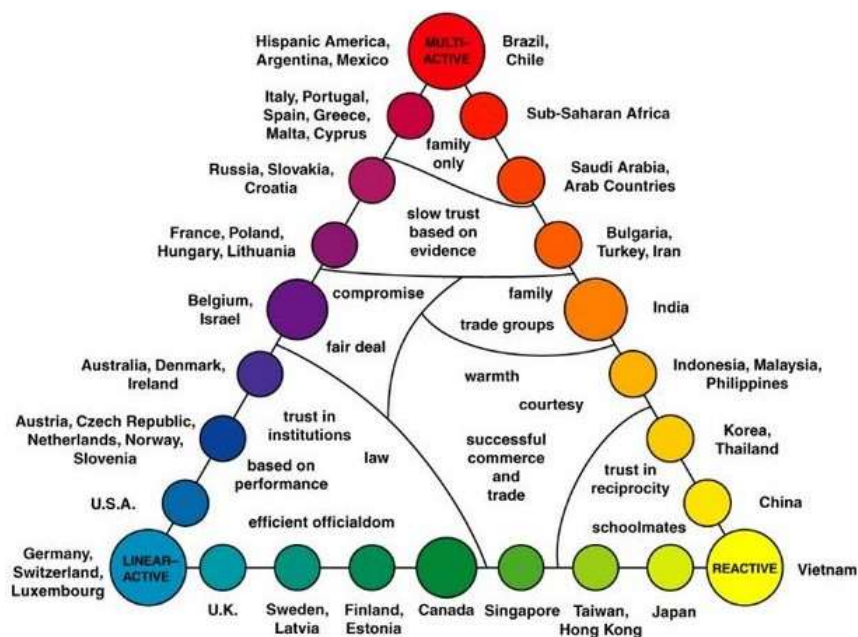 Hispanic America,
Argentina, Mexico
MULTI-
ACTIVE
Brazil,
Chile
Italy, Portugal,
Spain, Greece,
Malta, Cyprus
Sub-Saharan Africa
family
only
Russia, Slovakia,
Croatia
Saudi Arabia,
Arab Countries
slow trust
based on
evidence
France, Poland,
Hungary, Lithuania
Bulgaria,
Turkey, Iran
compromise
family
Belgium,
Israel
India
trade groups
fair deal
Australia, Denmark,
Ireland
warmth
Indonesia, Malaysia,
Philippines
courtesy
Austria, Czech Republic,
Netherlands, Norway,
Slovenia
trust in
institutions
law
based on
performance
successful
commerce
and
trade
Korea,
Thailand
trust in
reciprocity
U.S.A.
China
efficient officialdom
schoolmates
Germany,
Switzerland,
Luxembourg
LINEAR-
ACTIVE
REACTIVE
Vietnam
U.K.
Sweden,
Latvia
Finland,
Estonia
Canada
Singapore
Taiwan,
Hong Kong
Japan